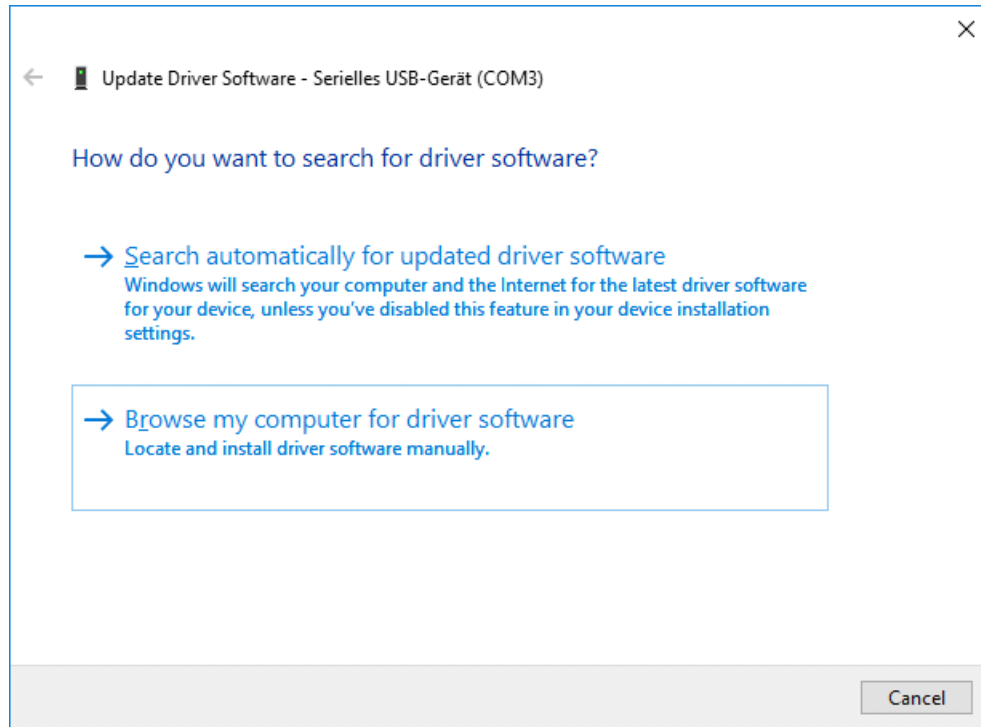 Update Driver Software - Serielles USB-Gerät (COM3)
How do you want to search for driver software?
Search automatically for updated driver software
Windows will search your computer and the Internet for the latest driver software
for your device, unless you've disabled this feature in your device installation
settings.
Browse my computer for driver software
Locate and install driver software manually.
Cancel